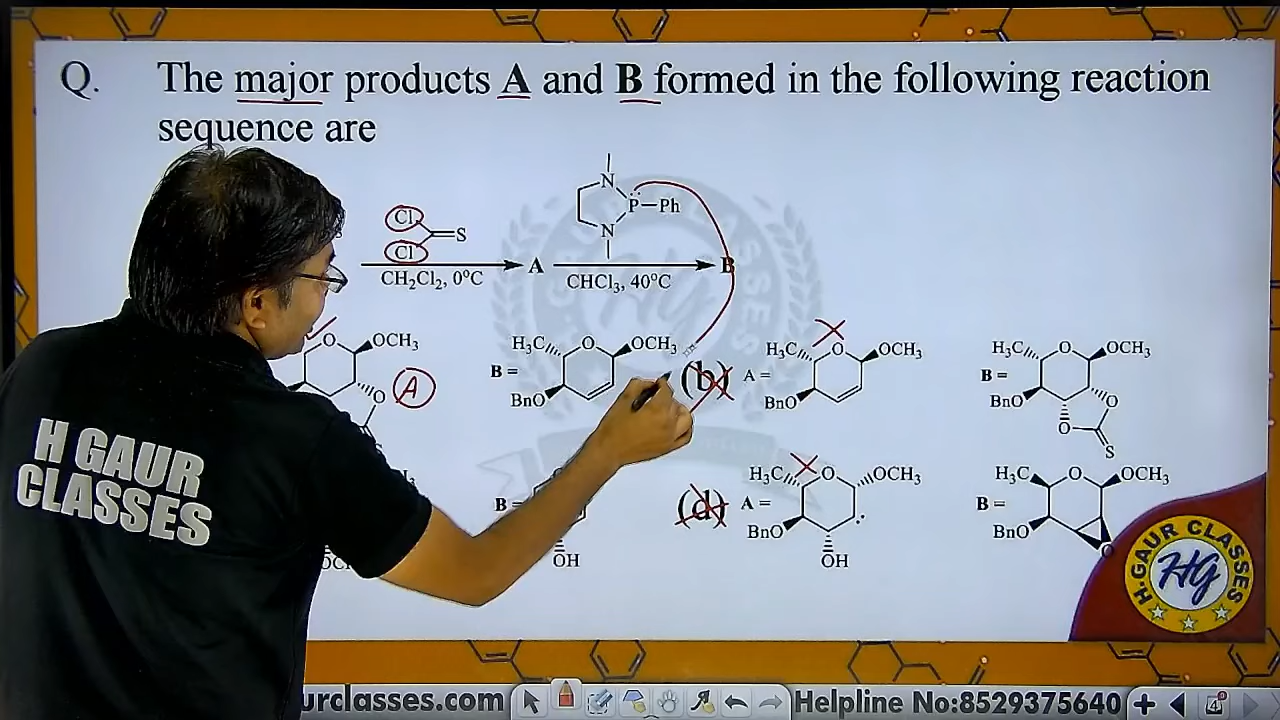 Q. The major products A and B formed in the following reaction
sequence are
N
Cl
P—Ph
Cl
S
N
A
B
CH₂Cl₂, 0°C
CHCl₃, 40°C
O
OCH₃
O
A
B =
H₃C
O
OCH₃
BnO
(b)
A =
H₃C
O
OCH₃
BnO
B =
H₃C
O
OCH₃
BnO
O
O
S
B =
OH
(d)
A =
H₃C
O
OCH₃
BnO
OH
B =
H₃C
O
OCH₃
BnO
O
H GAUR
CLASSES
H.GAUR CLASSES
HG
urclasses.com
Helpline No:8529375640